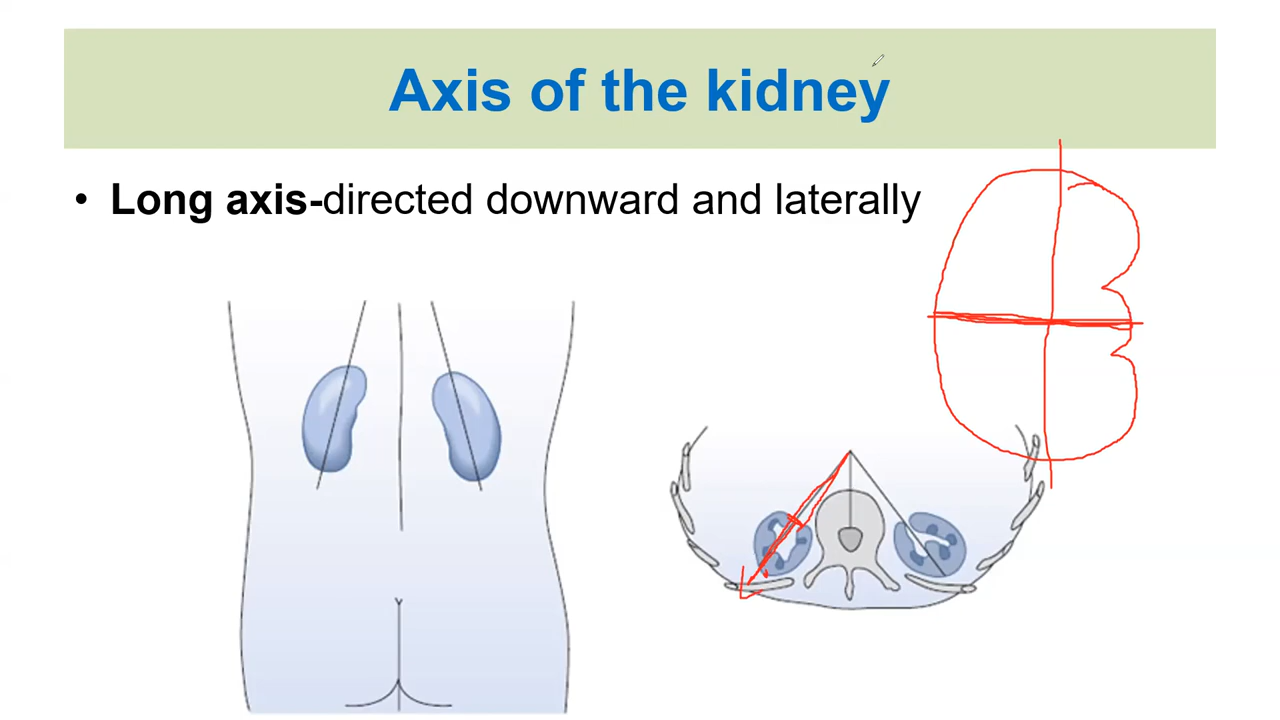 Axis of the kidney
• Long axis-directed downward and laterally